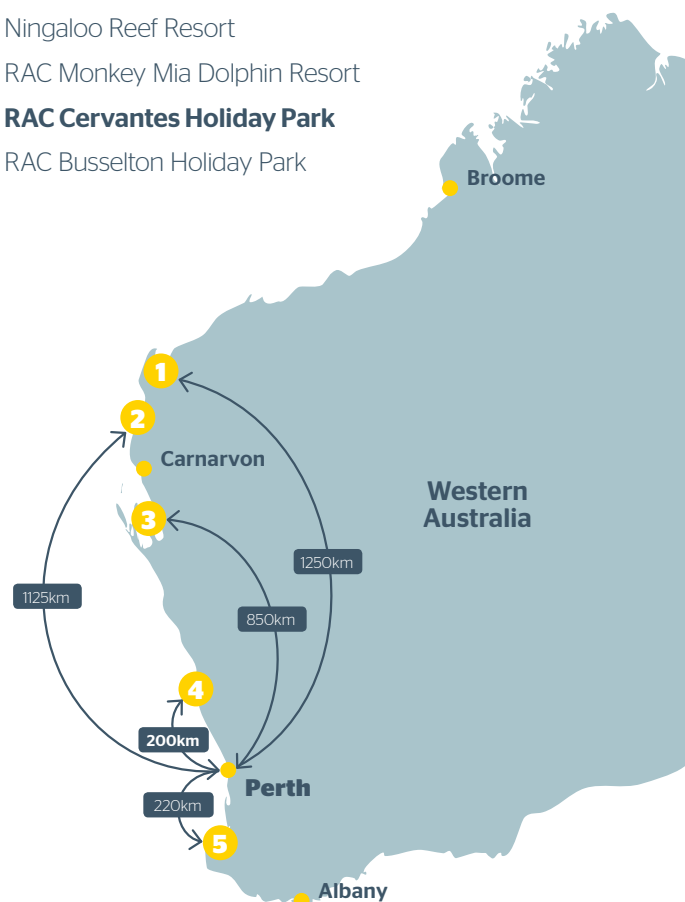 Ningaloo Reef Resort
RAC Monkey Mia Dolphin Resort
RAC Cervantes Holiday Park
RAC Busselton Holiday Park
Broome
1
2
Carnarvon
Western
Australia
3
1250km
1125km
850km
4
200km
Perth
220km
5
Albany